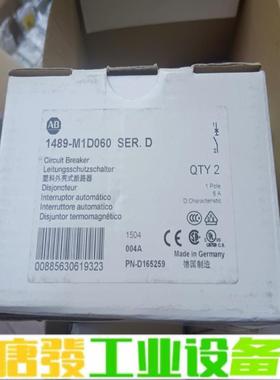 AB
1489-M1D060 SER. D
Circuit Breaker
Leitungsschutzschalter
塑料外壳式断路器
Disjoncteur
Interruptor automático
Interruttore automatico
Disjuntor termomagnético
QTY 2
1 Pole
6 A
D Characteristic
1504
004A
00885630619323
PN-D165259
Made in Germany
德国制造
唐發工业设备